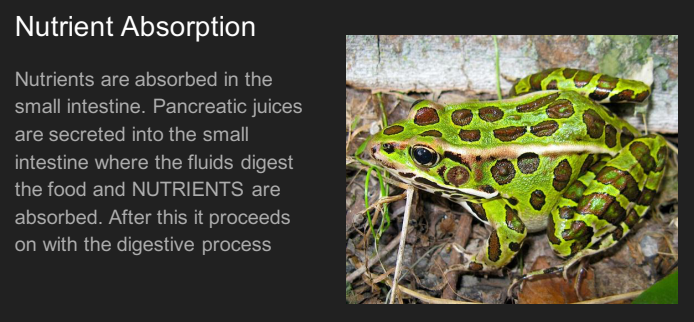 Nutrient Absorption
Nutrients are absorbed in the
small intestine. Pancreatic juices
are secreted into the small
intestine where the fluids digest
the food and NUTRIENTS are
absorbed. After this it proceeds
on with the digestive process